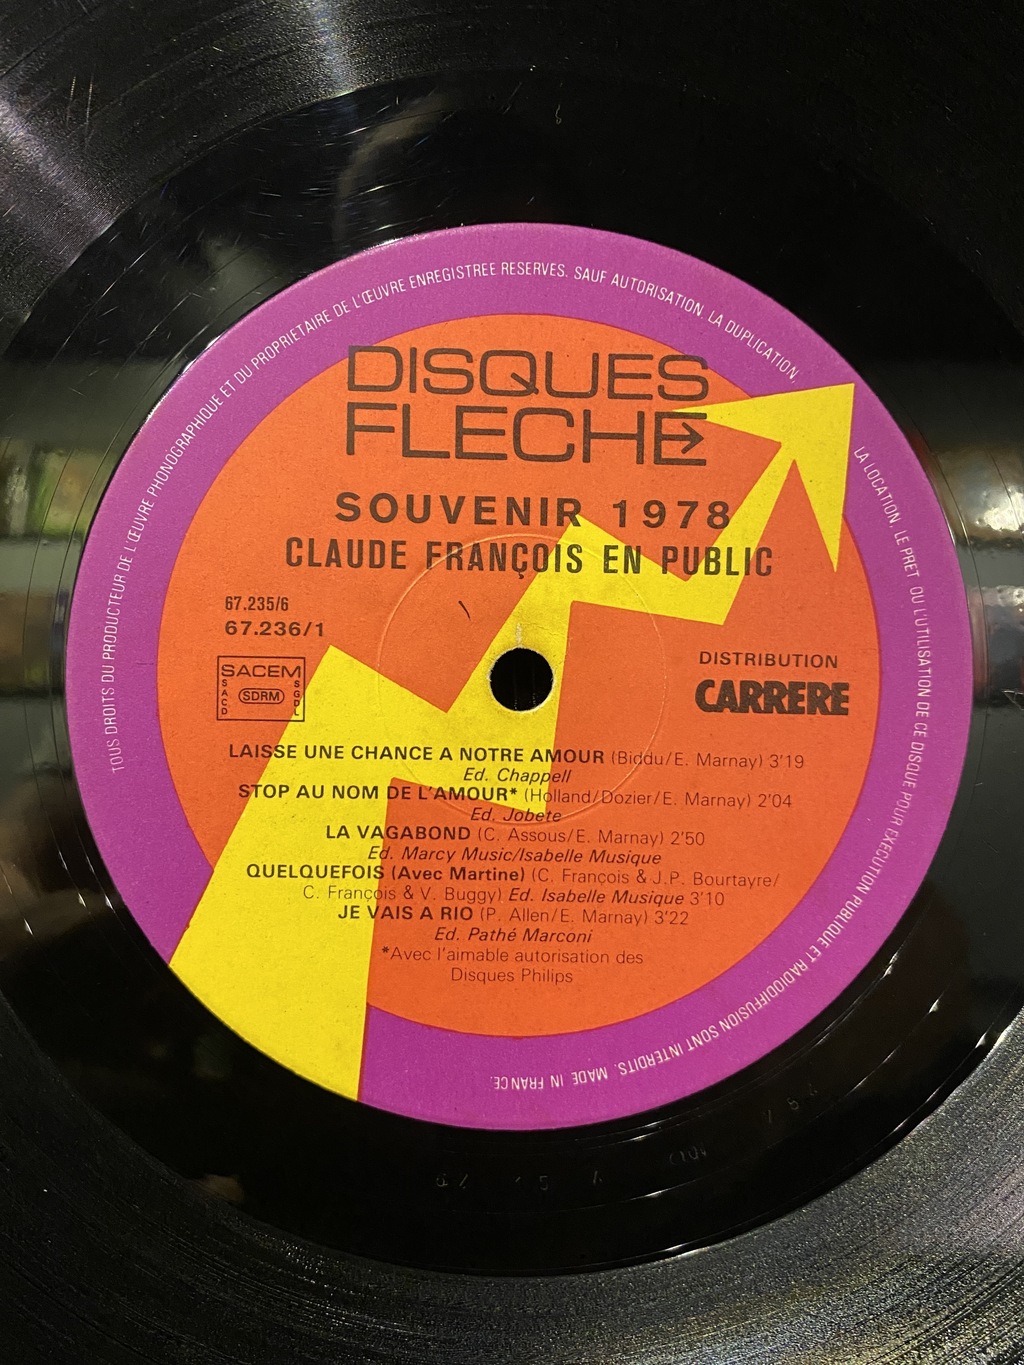 TOUS DROITS DU PRODUCTEUR DE L'ŒUVRE PHONOGRAPHIQUE ET DU PROPRIETAIRE DE L'ŒUVRE ENREGISTREE RESERVES. SAUF AUTORISATION, LA DUPLICATION,
LA LOCATION, LE PRET OU L'UTILISATION DE CE DISQUE POUR EXECUTION PUBLIQUE ET RADIODIFFUSION SONT INTERDITS. MADE IN FRANCE.
DISQUES
FLECHE
SOUVENIR 1978
CLAUDE FRANÇOIS EN PUBLIC
67.235/6
67.236/1
SACEM
SACD
SDRM
SGDL
DISTRIBUTION
CARRERE
LAISSE UNE CHANCE A NOTRE AMOUR (Biddu/E. Marnay) 3'19
Ed. Chappell
STOP AU NOM DE L'AMOUR* (Holland/Dozier/E. Marnay) 2'04
Ed. Jobete
LA VAGABOND (C. Assous/E. Marnay) 2'50
Ed. Marcy Music/Isabelle Musique
QUELQUEFOIS (Avec Martine) (C. François & J.P. Bourtayre/
C. François & V. Buggy) Ed. Isabelle Musique 3'10
JE VAIS A RIO (P. Allen/E. Marnay) 3'22
Ed. Pathé Marconi
*Avec l'aimable autorisation des
Disques Philips